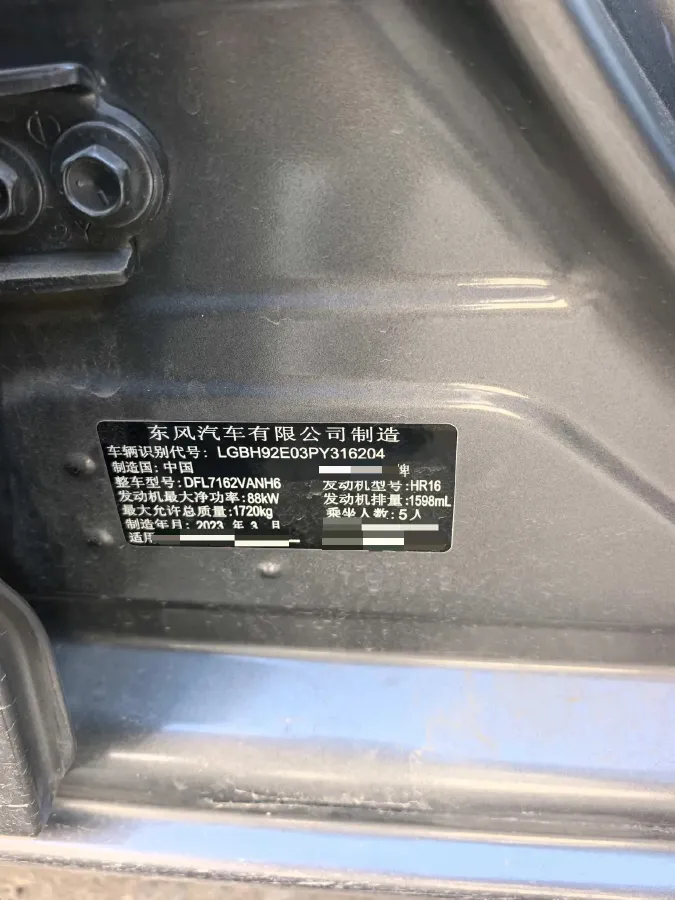 东风汽车有限公司制造
车辆识别代号: LGBH92E03PY316204
制造国: 中国 牌
整车型号:DFL7162VANH6 发动机型号:HR16
发动机最大净功率:88kW 发动机排量:1598mL
最大允许总质量:1720kg 乘坐人数:5人
制造年月: 2023 年 3 月
适用